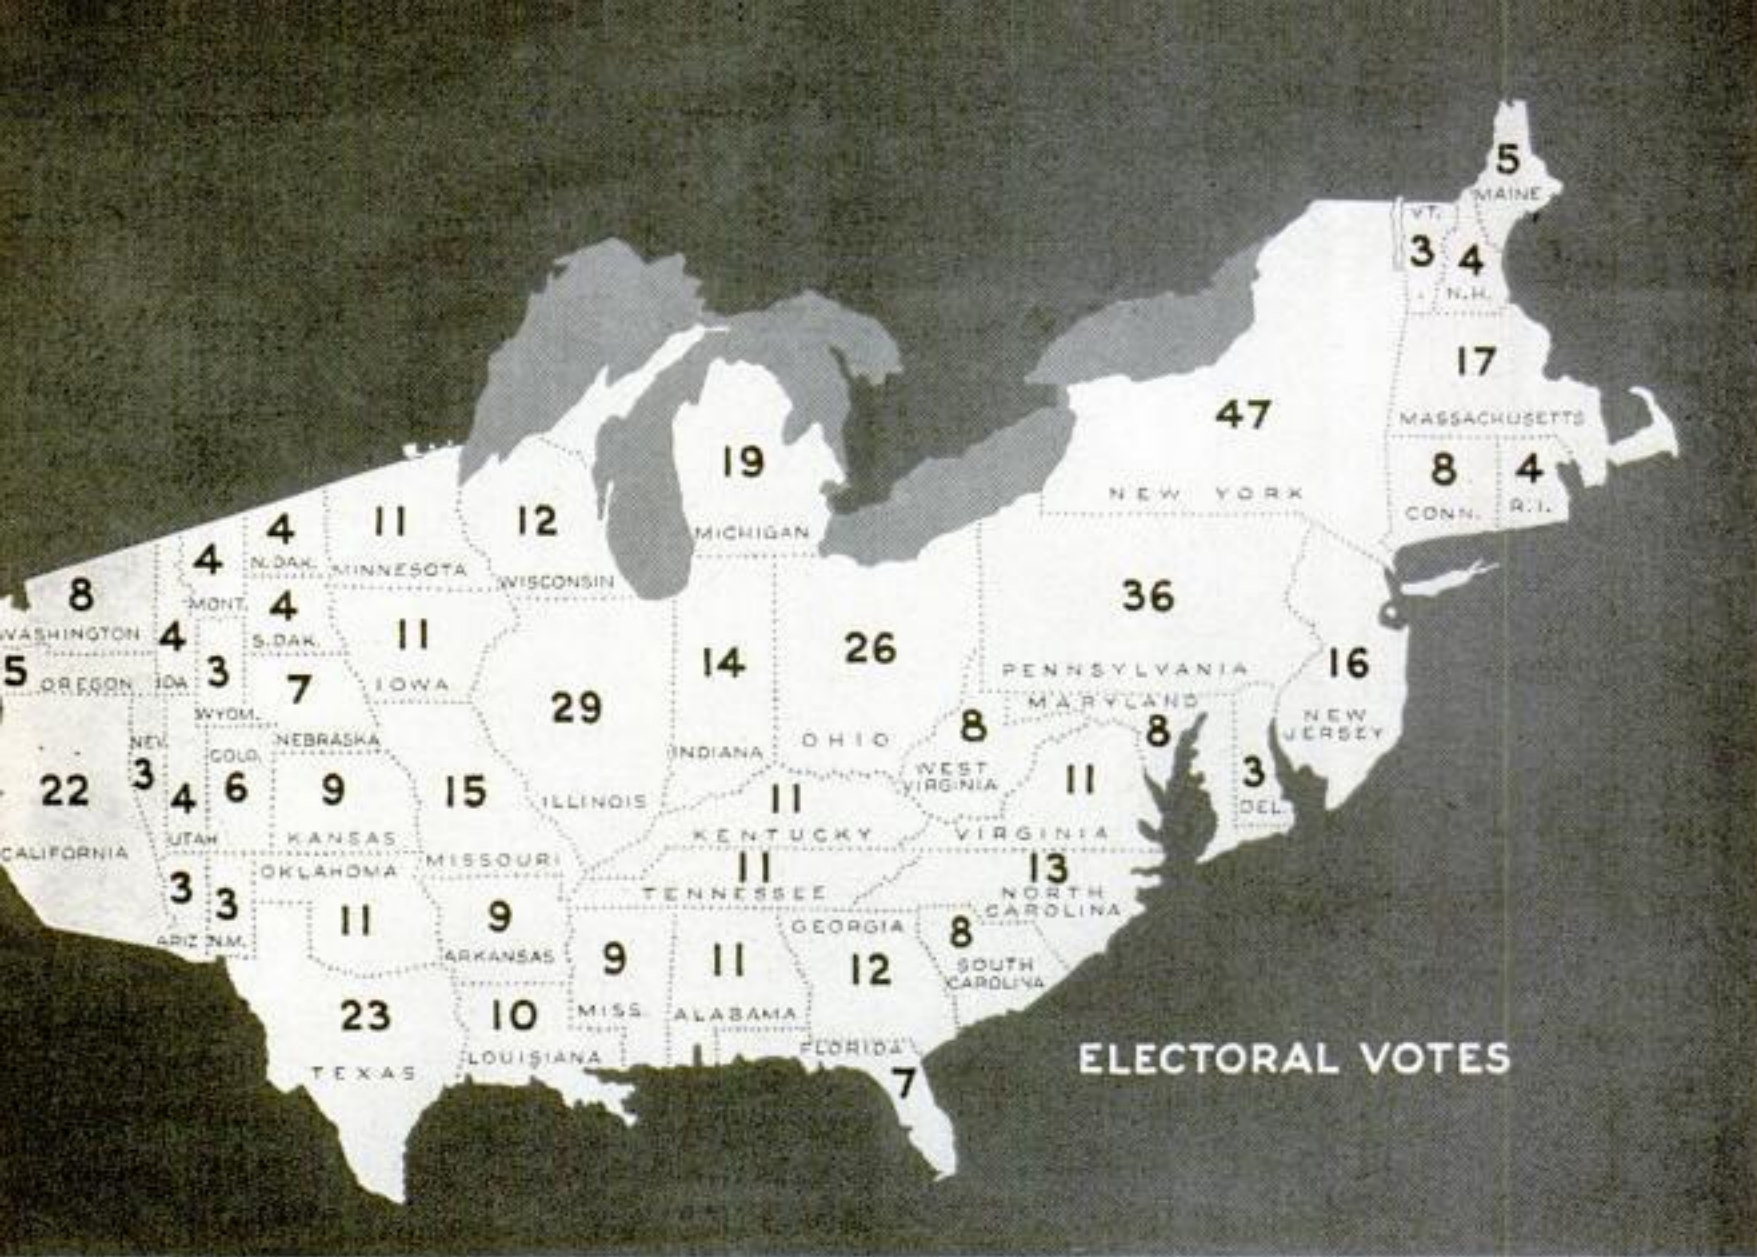 5
MAINE
VT.
3
4
N.H.
17
MASSACHUSETTS
8
CONN.
4
R.I.
47
NEW YORK
19
MICHIGAN
12
WISCONSIN
11
MINNESOTA
4
N. DAK.
4
MONT.
8
WASHINGTON
4
IDA
4
S. DAK.
11
IOWA
5
OREGON
3
WYOM.
7
NEBRASKA
29
ILLINOIS
14
INDIANA
26
OHIO
36
PENNSYLVANIA
16
NEW
JERSEY
MARYLAND
8
3
DEL.
8
WEST
VIRGINIA
11
VIRGINIA
22
CALIFORNIA
NEV.
3
4
UTAH
COLO.
6
9
KANSAS
15
MISSOURI
11
KENTUCKY
11
TENNESSEE
13
NORTH
CAROLINA
3
ARIZ
3
N.M.
OKLAHOMA
11
9
ARKANSAS
9
MISS.
11
ALABAMA
GEORGIA
12
8
SOUTH
CAROLINA
23
TEXAS
10
LOUISIANA
FLORIDA
7
ELECTORAL VOTES